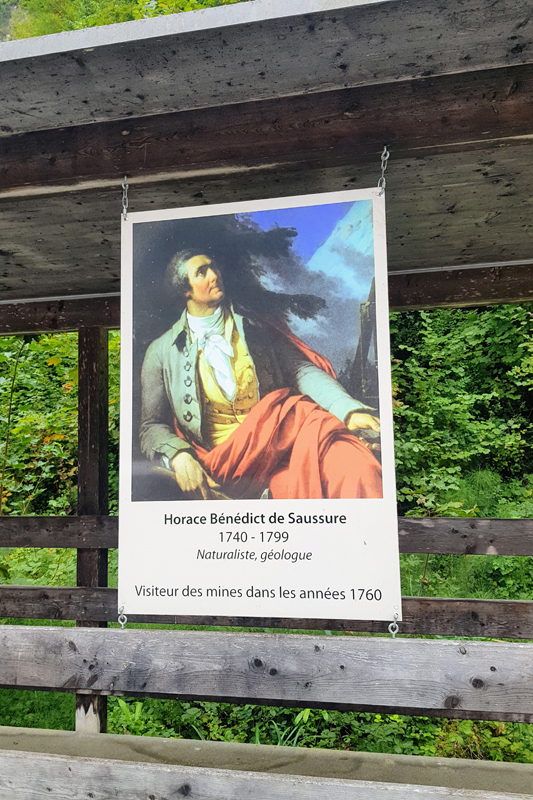 Horace Bénédict de Saussure
1740 - 1799
Naturaliste, géologue
Visiteur des mines dans les années 1760